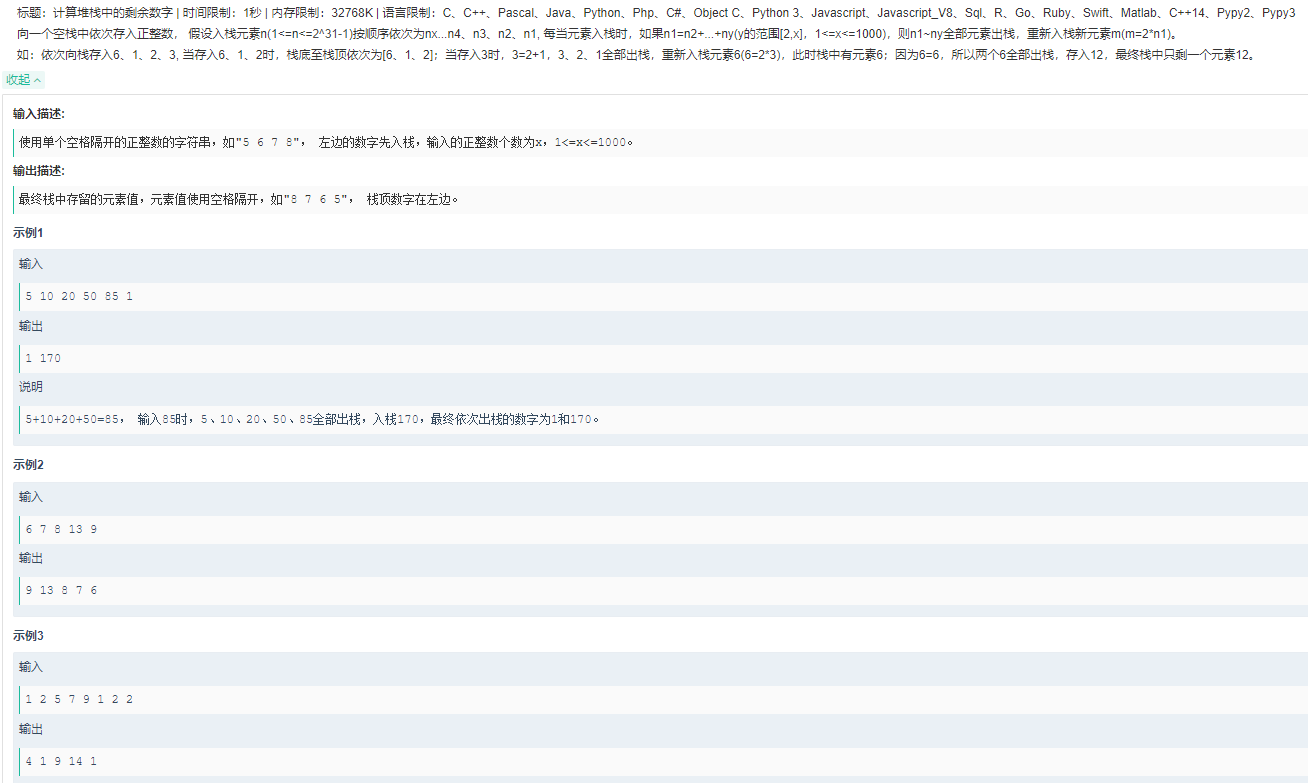 标题：计算堆栈中的剩余数字 | 时间限制：1秒 | 内存限制：32768K | 语言限制：C、C++、Pascal、Java、Python、Php、C#、Object C、Python 3、Javascript、Javascript_V8、Sql、R、Go、Ruby、Swift、Matlab、C++14、Pypy2、Pypy3
向一个空栈中依次存入正整数， 假设入栈元素n(1<=n<=2^31-1)按顺序依次为nx...n4、n3、n2、n1, 每当元素入栈时，如果n1=n2+...+ny(y的范围[2,x]，1<=x<=1000)，则n1~ny全部元素出栈，重新入栈新元素m(m=2*n1)。
如：依次向栈存入6、1、2、3, 当存入6、1、2时，栈底至栈顶依次为[6、1、2]；当存入3时，3=2+1，3、2、1全部出栈，重新入栈元素6(6=2*3)，此时栈中有元素6；因为6=6，所以两个6全部出栈，存入12，最终栈中只剩一个元素12。
收起
输入描述:
使用单个空格隔开的正整数的字符串，如"5 6 7 8"， 左边的数字先入栈，输入的正整数个数为x，1<=x<=1000。
输出描述:
最终栈中存留的元素值，元素值使用空格隔开，如"8 7 6 5"， 栈顶数字在左边。
示例1
输入
5 10 20 50 85 1
输出
1 170
说明
5+10+20+50=85， 输入85时，5、10、20、50、85全部出栈，入栈170，最终依次出栈的数字为1和170。
示例2
输入
6 7 8 13 9
输出
9 13 8 7 6
示例3
输入
1 2 5 7 9 1 2 2
输出
4 1 9 14 1